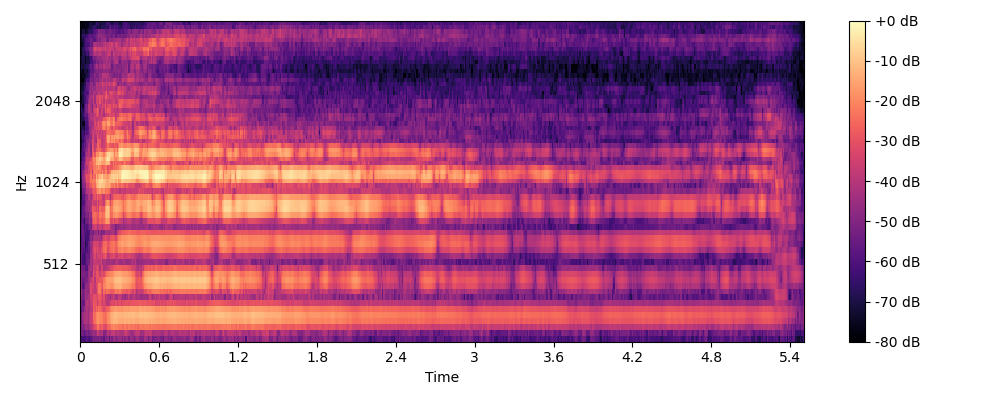 +0 dB
-10 dB
2048
-20 dB
-30 dB
Hz
1024
-40 dB
-50 dB
512
-60 dB
-70 dB
-80 dB
0 0.6 1.2 1.8 2.4 3 3.6 4.2 4.8 5.4
Time